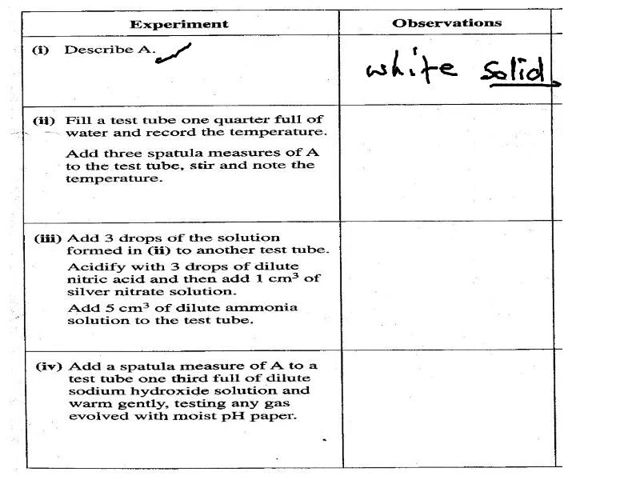 Experiment
Observations
(i) Describe A.
white solid.
(ii) Fill a test tube one quarter full of
water and record the temperature.
Add three spatula measures of A
to the test tube, stir and note the
temperature.
(iii) Add 3 drops of the solution
formed in (ii) to another test tube.
Acidify with 3 drops of dilute
nitric acid and then add 1 cm³ of
silver nitrate solution.
Add 5 cm³ of dilute ammonia
solution to the test tube.
(iv) Add a spatula measure of A to a
test tube one third full of dilute
sodium hydroxide solution and
warm gently, testing any gas
evolved with moist pH paper.